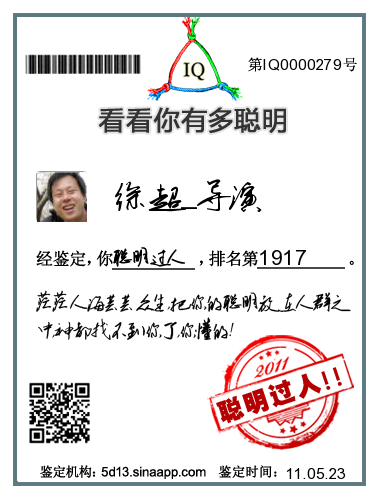 第IQ0000279号
IQ
看看你有多聪明
徐超导演
经鉴定，你聪明过人，排名第1917。
茫茫人海芸芸众生,把你的聪明放在人群之
中神都找不到你了,你懂的!
2011
聪明过人!!
鉴定机构：5d13.sinaapp.com 鉴定时间：11.05.23